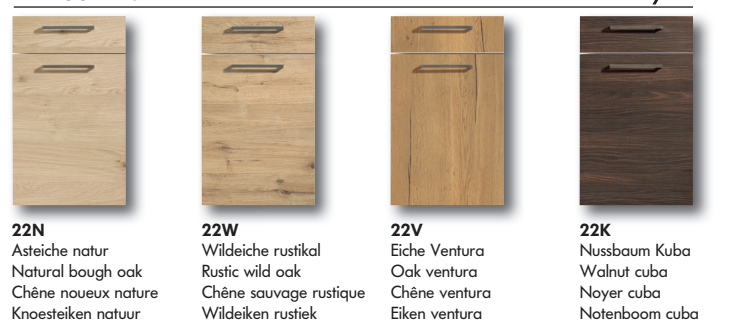 22N
Asteiche natur
Natural bough oak
Chêne noueux nature
Knoesteiken natuur
22W
Wildeiche rustikal
Rustic wild oak
Chêne sauvage rustique
Wildeiken rustiek
22V
Eiche Ventura
Oak ventura
Chêne ventura
Eiken ventura
22K
Nussbaum Kuba
Walnut cuba
Noyer cuba
Notenboom cuba